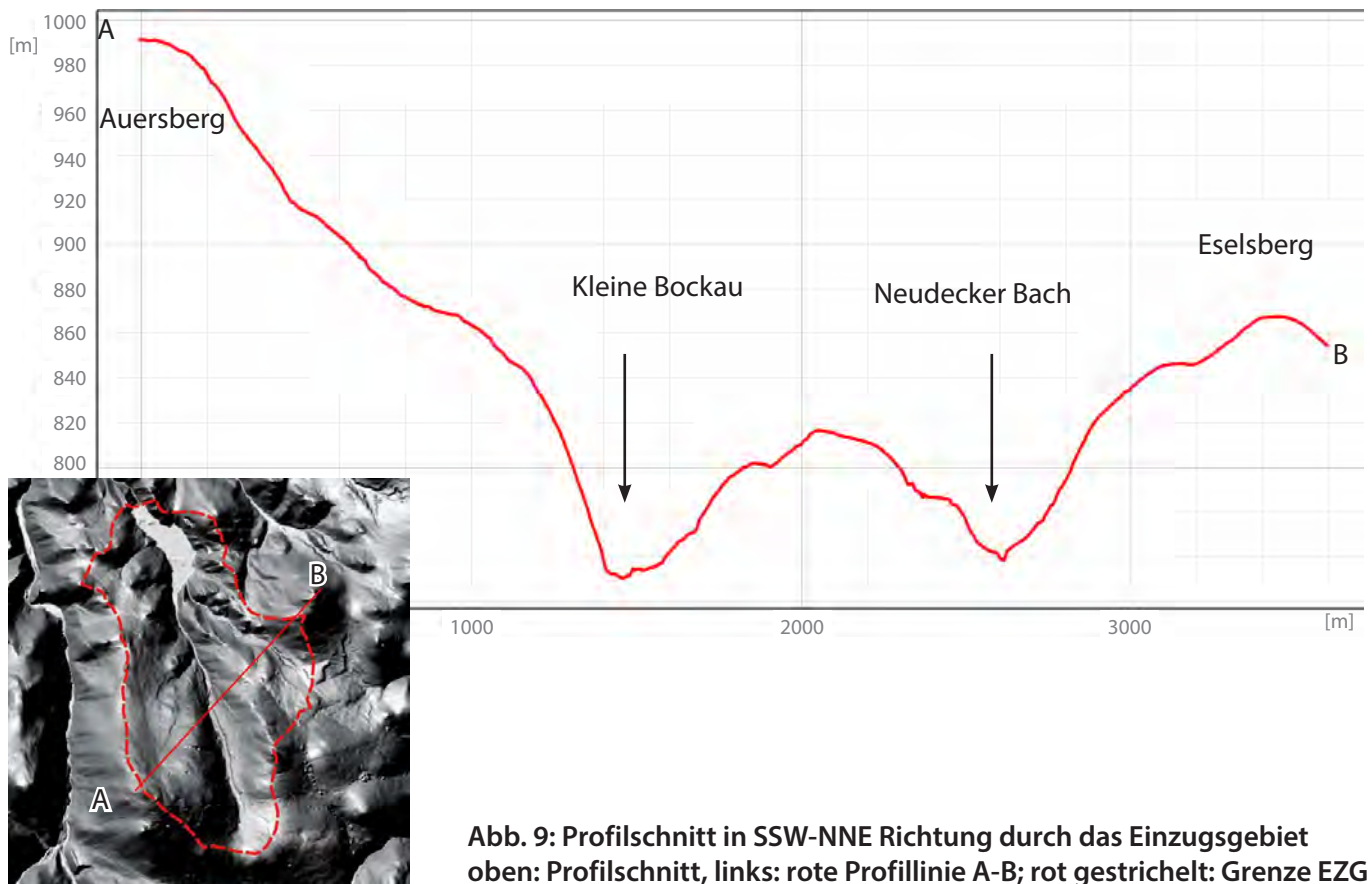 1000
A
[m]
980
960
Auersberg
940
920
900
Eselsberg
880
Kleine Bockau
Neudecker Bach
860
B
840
820
800
1000
2000
3000
[m]
B
A
Abb. 9: Profilschnitt in SSW-NNE Richtung durch das Einzugsgebiet
oben: Profilschnitt, links: rote Profillinie A-B; rot gestrichelt: Grenze EZG